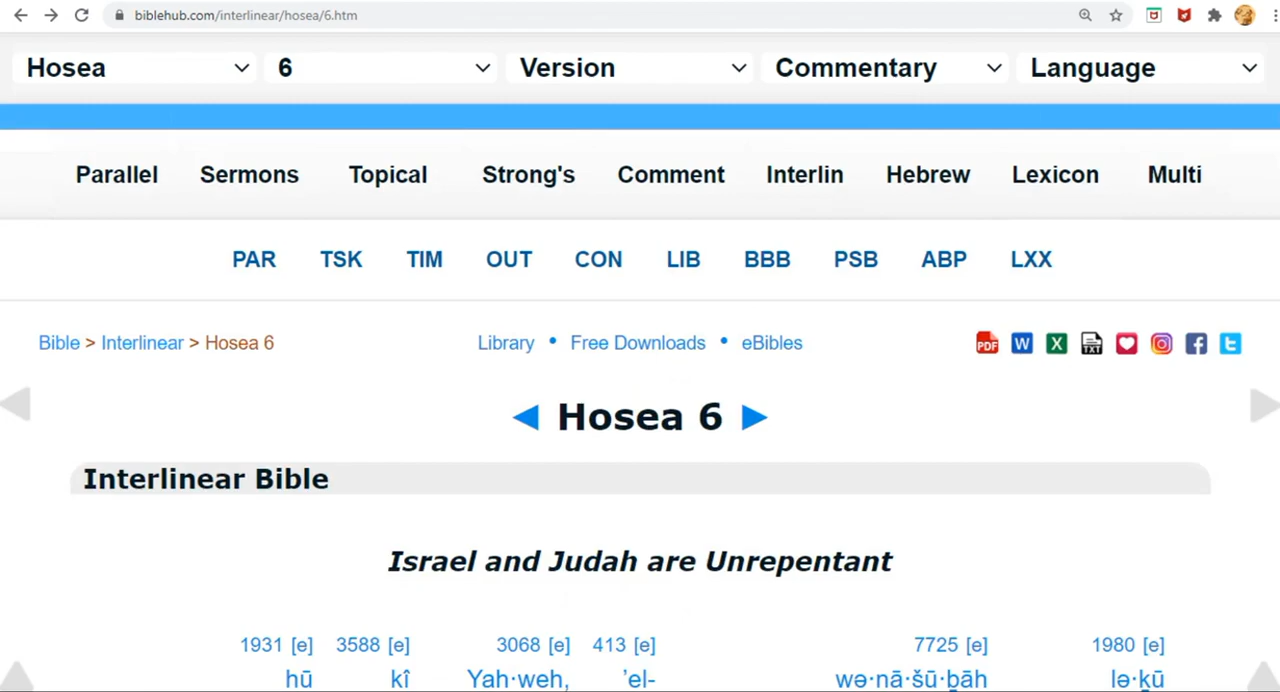 biblehub.com/interlinear/hosea/6.htm
Hosea 6 Version Commentary Language
Parallel Sermons Topical Strong's Comment Interlin Hebrew Lexicon Multi
PAR TSK TIM OUT CON LIB BBB PSB ABP LXX
Bible > Interlinear > Hosea 6 Library • Free Downloads • eBibles PDF W X TXT
◄ Hosea 6 ►
Interlinear Bible
Israel and Judah are Unrepentant
1931 [e] 3588 [e] 3068 [e] 413 [e] 7725 [e] 1980 [e]
hū kî Yah·weh, ’el- wə·nā·šū·ḇāh lə·ḵū